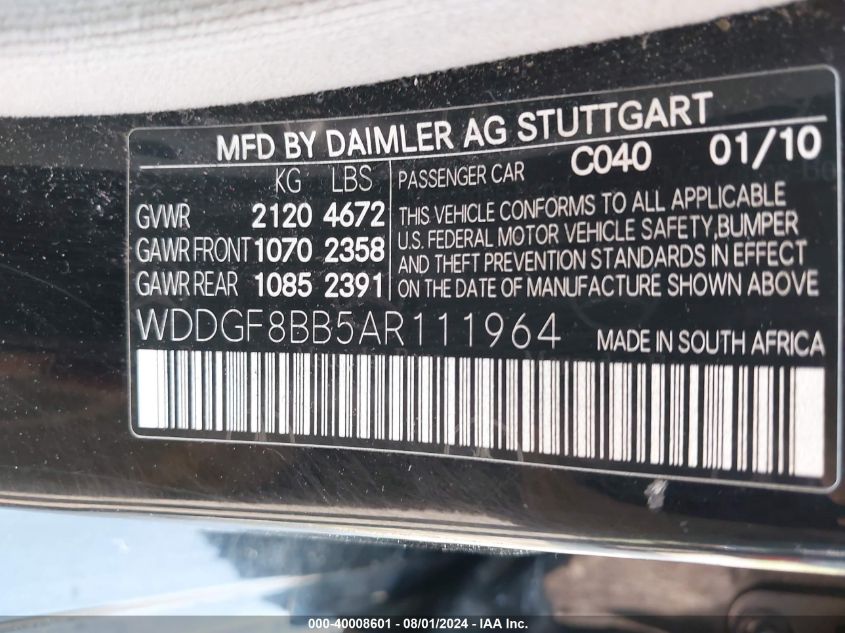 MFD BY DAIMLER AG STUTTGART
KG LBS
GVWR 2120 4672
GAWR FRONT 1070 2358
GAWR REAR 1085 2391
PASSENGER CAR C040 01/10
THIS VEHICLE CONFORMS TO ALL APPLICABLE
U.S. FEDERAL MOTOR VEHICLE SAFETY, BUMPER
AND THEFT PREVENTION STANDARDS IN EFFECT
ON THE DATE OF MANUFACTURE SHOWN ABOVE
WDDGF8BB5AR111964 MADE IN SOUTH AFRICA
000-40008601 - 08/01/2024 - IAA Inc.